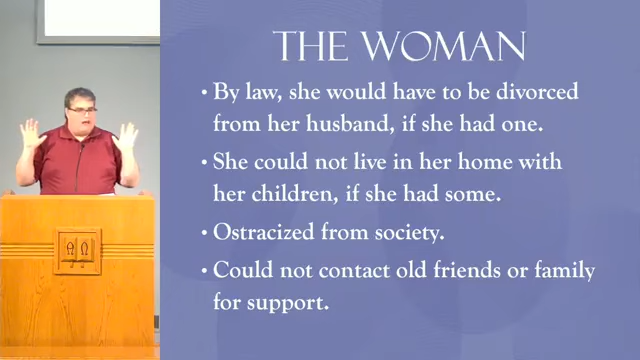 THE WOMAN
• By law, she would have to be divorced
from her husband, if she had one.
• She could not live in her home with
her children, if she had some.
• Ostracized from society.
• Could not contact old friends or family
for support.
Α Ω